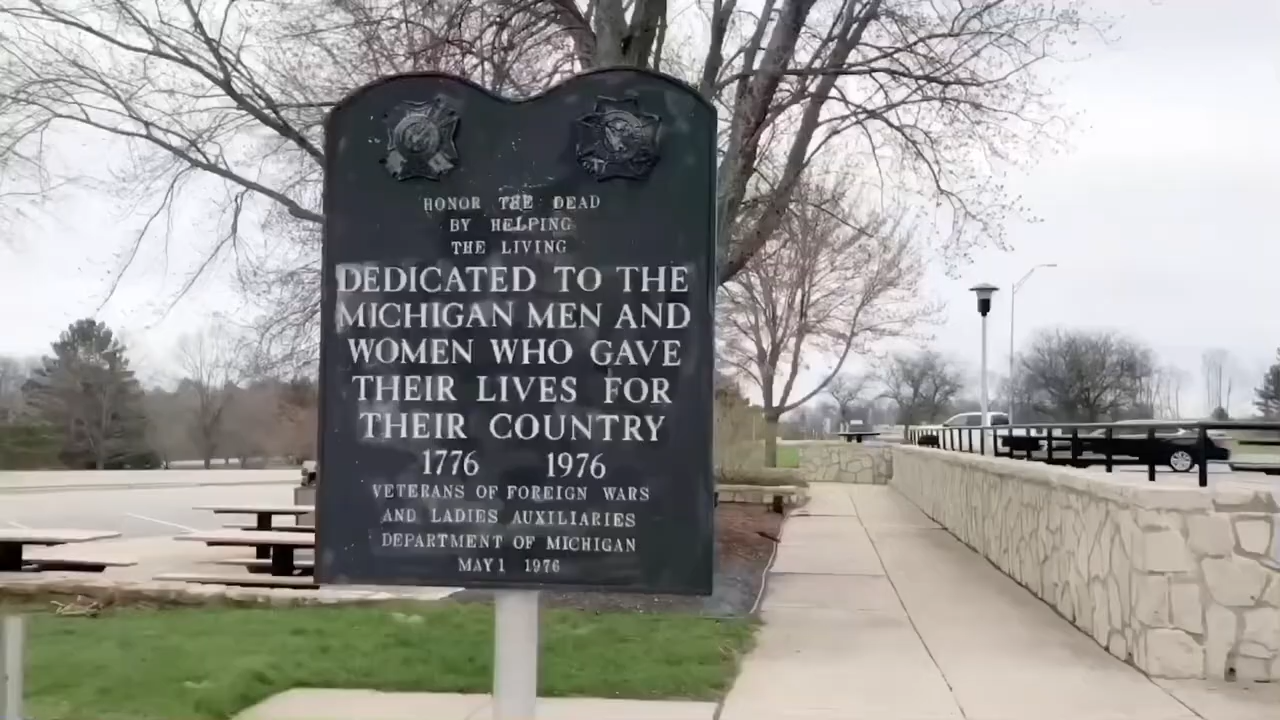 HONOR THE DEAD
BY HELPING
THE LIVING
DEDICATED TO THE
MICHIGAN MEN AND
WOMEN WHO GAVE
THEIR LIVES FOR
THEIR COUNTRY
1776 1976
VETERANS OF FOREIGN WARS
AND LADIES AUXILIARIES
DEPARTMENT OF MICHIGAN
MAY 1 1976